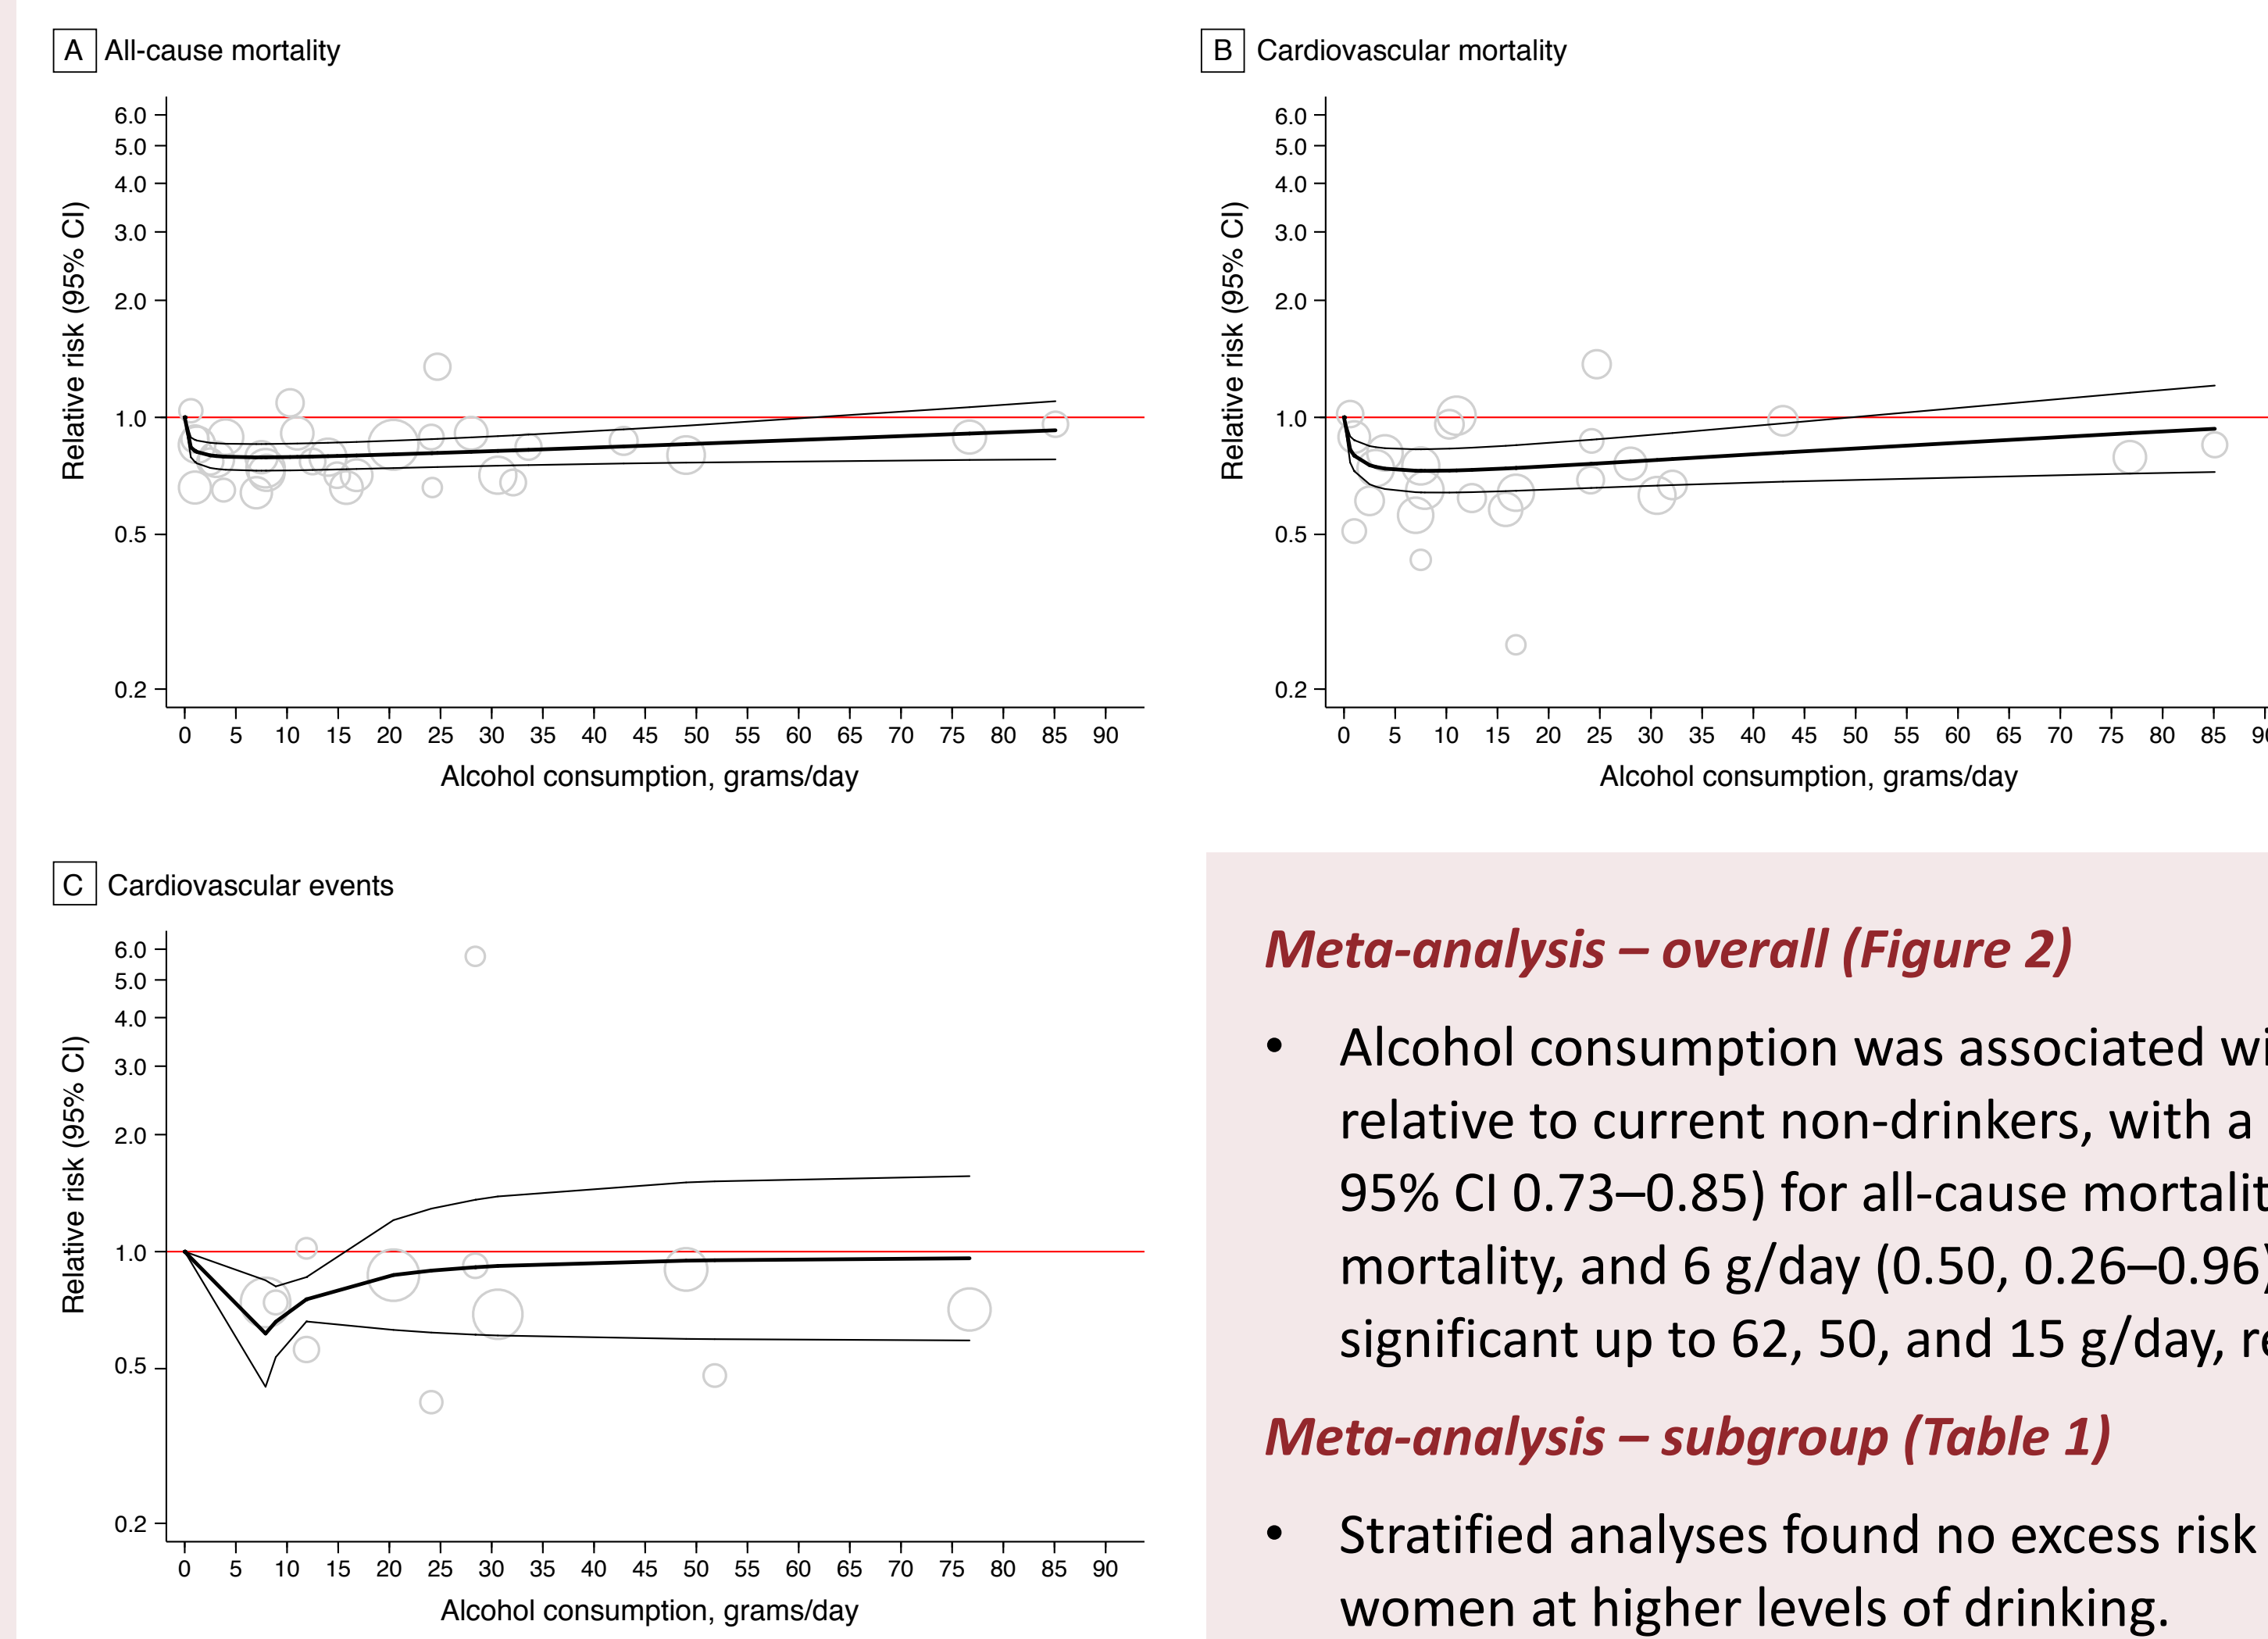 A All-cause mortality
6.0
5.0
4.0
3.0
2.0
1.0
0.5
0.2
Relative risk (95% CI)
0 5 10 15 20 25 30 35 40 45 50 55 60 65 70 75 80 85 90
Alcohol consumption, grams/day
B Cardiovascular mortality
6.0
5.0
4.0
3.0
2.0
1.0
0.5
0.2
Relative risk (95% CI)
0 5 10 15 20 25 30 35 40 45 50 55 60 65 70 75 80 85
Alcohol consumption, grams/day
C Cardiovascular events
6.0
5.0
4.0
3.0
2.0
1.0
0.5
0.2
Relative risk (95% CI)
0 5 10 15 20 25 30 35 40 45 50 55 60 65 70 75 80 85 90
Alcohol consumption, grams/day
Meta-analysis – overall (Figure 2)
• Alcohol consumption was associated
relative to current non-drinkers, with a
95% CI 0.73–0.85) for all-cause
mortality, and 6 g/day (0.50, 0.26–0.96)
significant up to 62, 50, and 15 g/day,
Meta-analysis – subgroup (Table 1)
• Stratified analyses found no excess risk
women at higher levels of drinking.